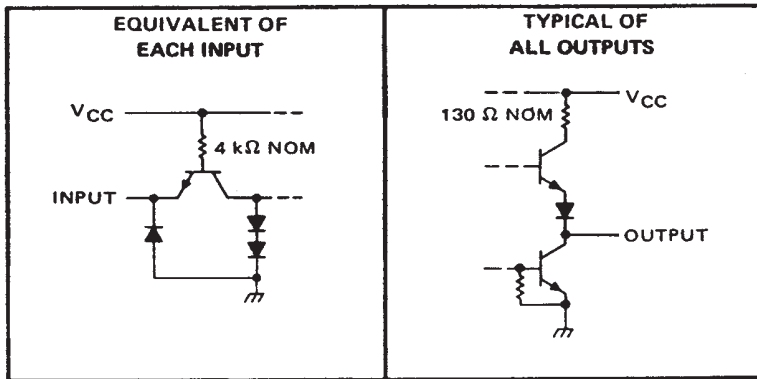 EQUIVALENT OF
EACH INPUT
VCC
4 kΩ NOM
INPUT
TYPICAL OF
ALL OUTPUTS
VCC
130 Ω NOM
OUTPUT